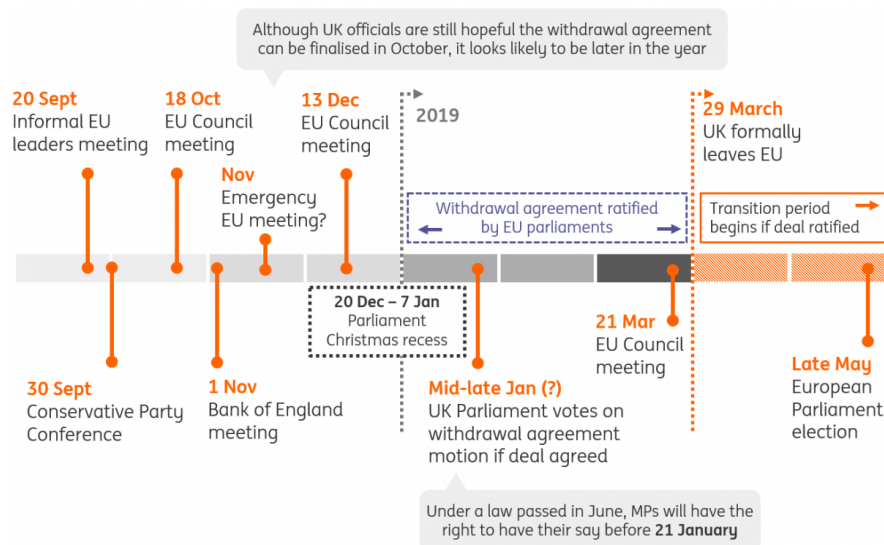 Although UK officials are still hopeful the withdrawal agreement
can be finalised in October, it looks likely to be later in the year
20 Sept
Informal EU
leaders meeting
18 Oct
EU Council
meeting
Nov
Emergency
EU meeting?
13 Dec
EU Council
meeting
2019
29 March
UK formally
leaves EU
Withdrawal agreement ratified
by EU parliaments
Transition period
begins if deal ratified
20 Dec – 7 Jan
Parliament
Christmas recess
30 Sept
Conservative Party
Conference
1 Nov
Bank of England
meeting
Mid-late Jan (?)
UK Parliament votes on
withdrawal agreement
motion if deal agreed
21 Mar
EU Council
meeting
Late May
European
Parliament
election
Under a law passed in June, MPs will have the
right to have their say before 21 January